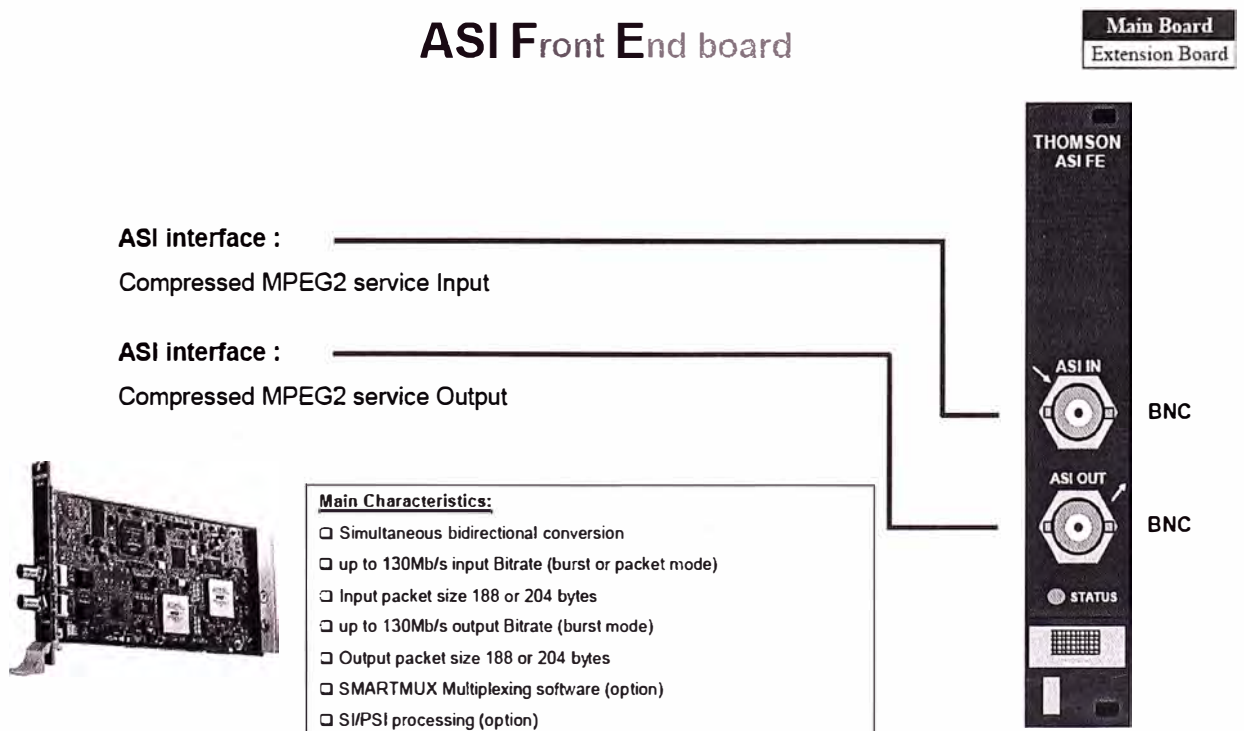 ASI Front End board
Main Board
Extension Board
THOMSON
ASI FE
ASI interface :
Compressed MPEG2 service Input
ASI interface :
Compressed MPEG2 service Output
ASI IN
BNC
ASI OUT
BNC
STATUS
Main Characteristics:
❑ Simultaneous bidirectional conversion
❑ up to 130Mb/s input Bitrate (burst or packet mode)
❑ Input packet size 188 or 204 bytes
❑ up to 130Mb/s output Bitrate (burst mode)
❑ Output packet size 188 or 204 bytes
❑ SMARTMUX Multiplexing software (option)
❑ SI/PSI processing (option)